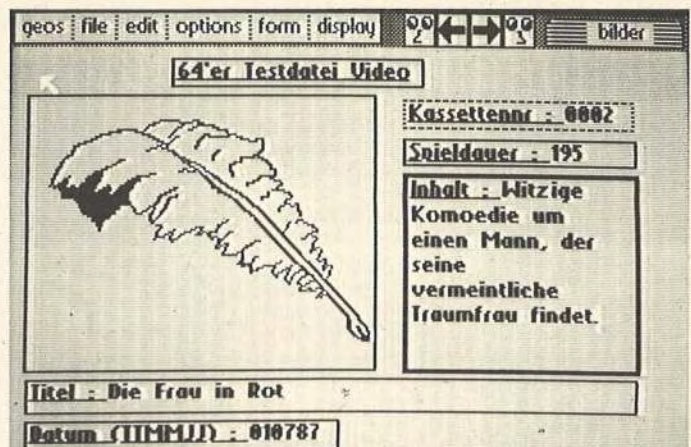 geos file edit options form display
bilder
64'er Testdatei Video
Kassettennr : 0002
Spieldauer : 195
Inhalt : Witzige
Komoedie um
einen Mann, der
seine
vermeintliche
Traumfrau findet.
Titel : Die Frau in Rot
Datum (TTMMJJ) : 010787